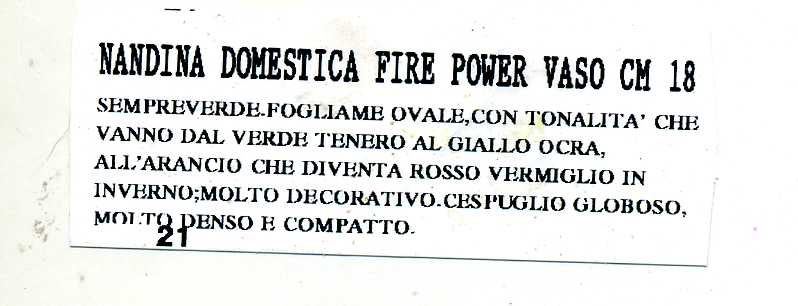 NANDINA DOMESTICA FIRE POWER VASO CM 18
SEMPREVERDE.FOGLIAME OVALE,CON TONALITA' CHE
VANNO DAL VERDE TENERO AL GIALLO OCRA,
ALL'ARANCIO CHE DIVENTA ROSSO VERMIGLIO IN
INVERNO;MOLTO DECORATIVO.CESPUGLIO GLOBOSO,
MOLTO DENSO E COMPATTO.
21